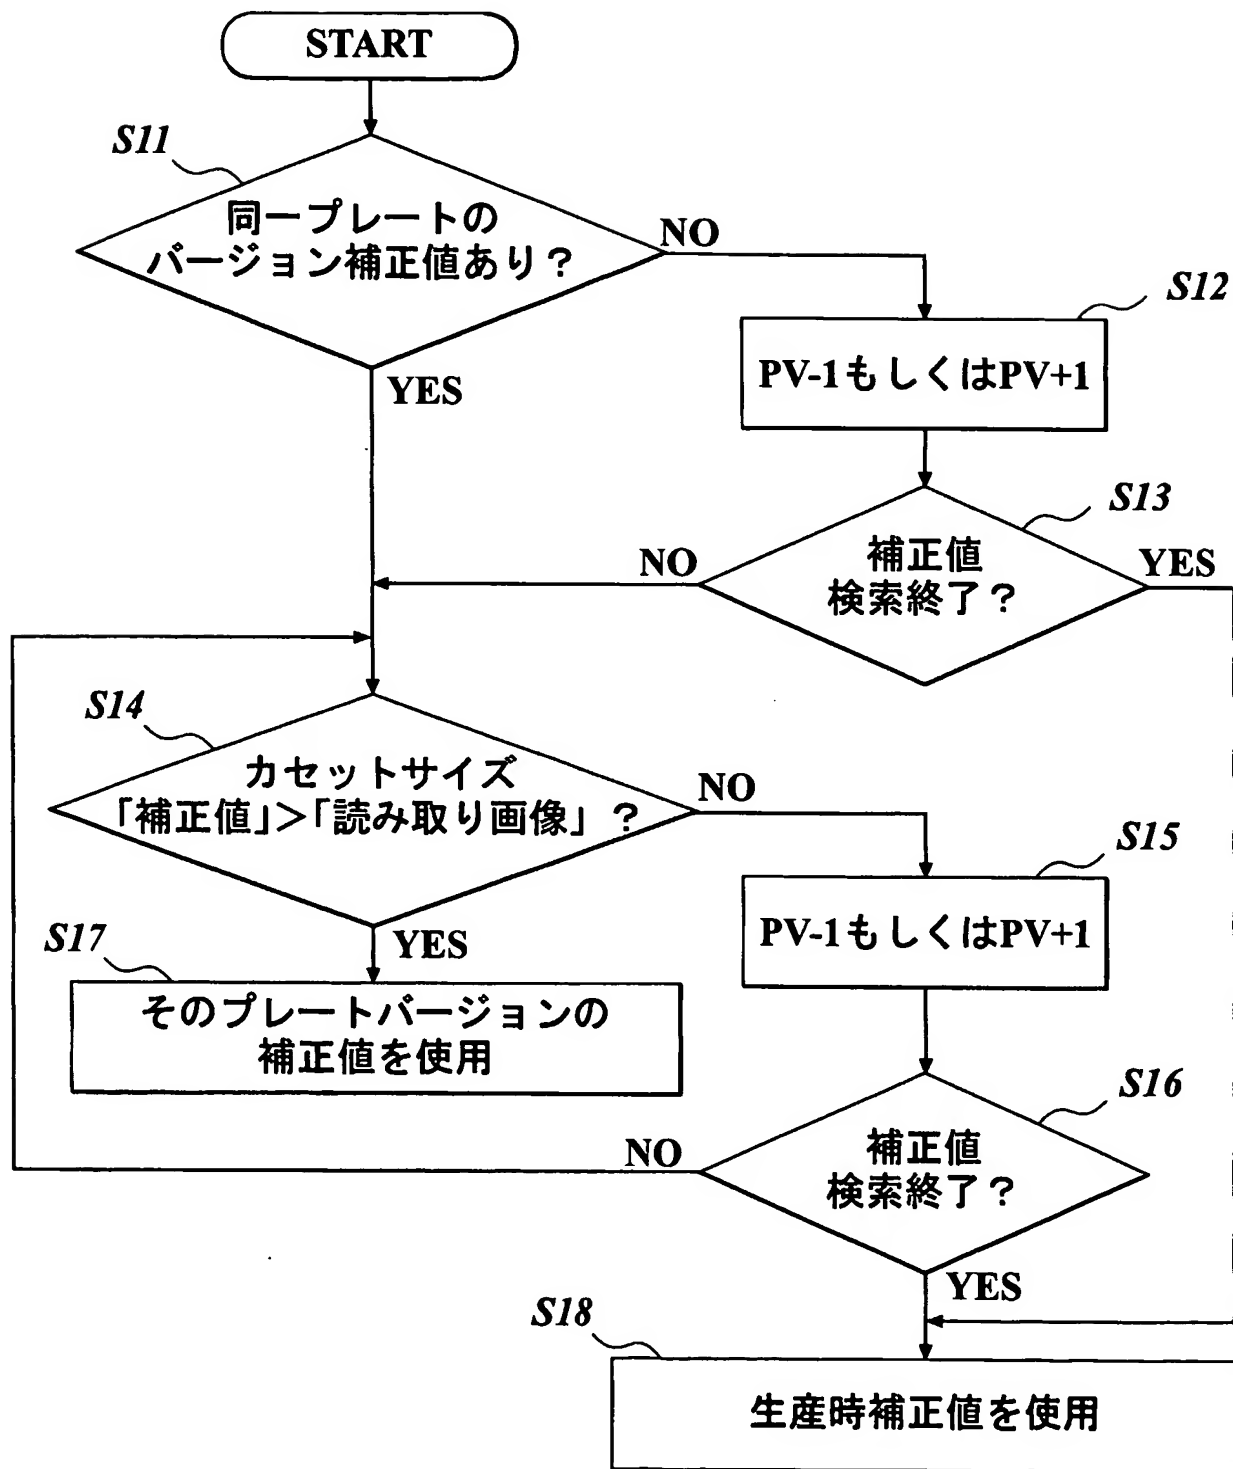 START
S11
同一プレートの
バージョン補正値あり？
NO
YES
S12
PV-1もしくはPV+1
S13
補正値
検索終了？
NO
YES
S14
カセットサイズ
「補正値」>「読み取り画像」？
NO
YES
S15
PV-1もしくはPV+1
S17
そのプレートバージョンの
補正値を使用
S16
補正値
検索終了？
NO
YES
S18
生産時補正値を使用